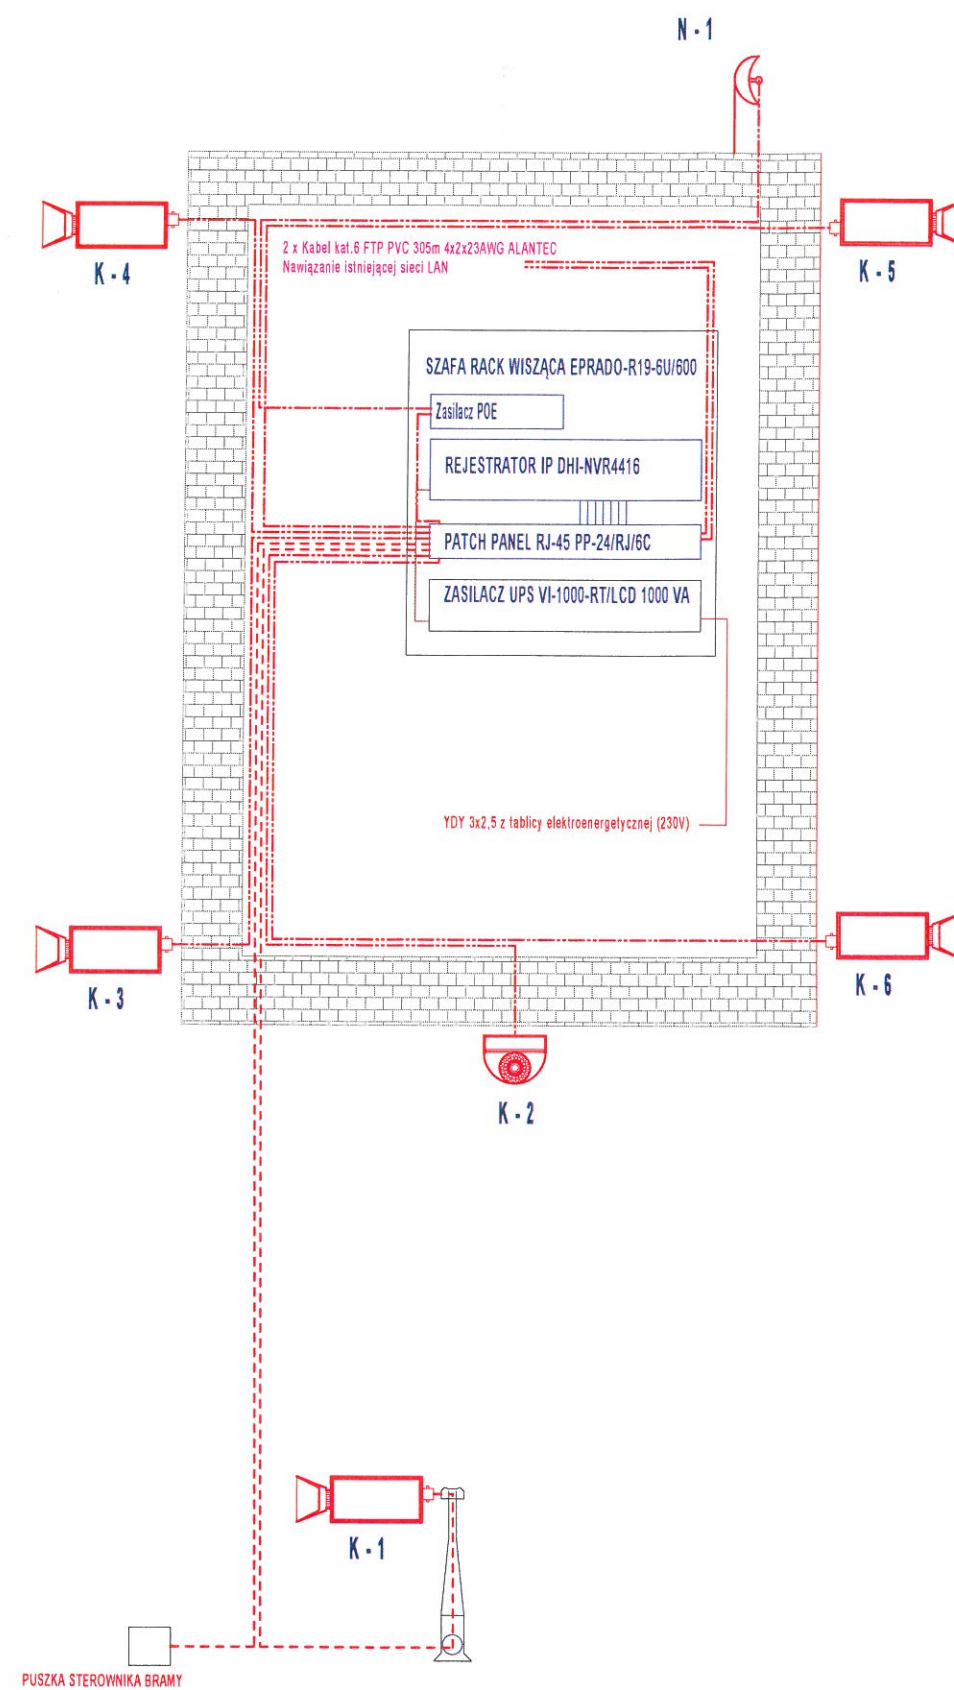 N - 1
K - 4
K - 5
2 x Kabel kat.6 FTP PVC 305m 4x2x23AWG ALANTEC
Nawiązanie istniejącej sieci LAN
SZAFA RACK WISZĄCA EPRADO-R19-6U/600
Zasilacz POE
REJESTRATOR IP DHI-NVR4416
PATCH PANEL RJ-45 PP-24/RJ/6C
ZASILACZ UPS VI-1000-RT/LCD 1000 VA
YDY 3x2,5 z tablicy elektroenergetycznej (230V)
K - 3
K - 6
K - 2
K - 1
PUSZKA STEROWNIKA BRAMY